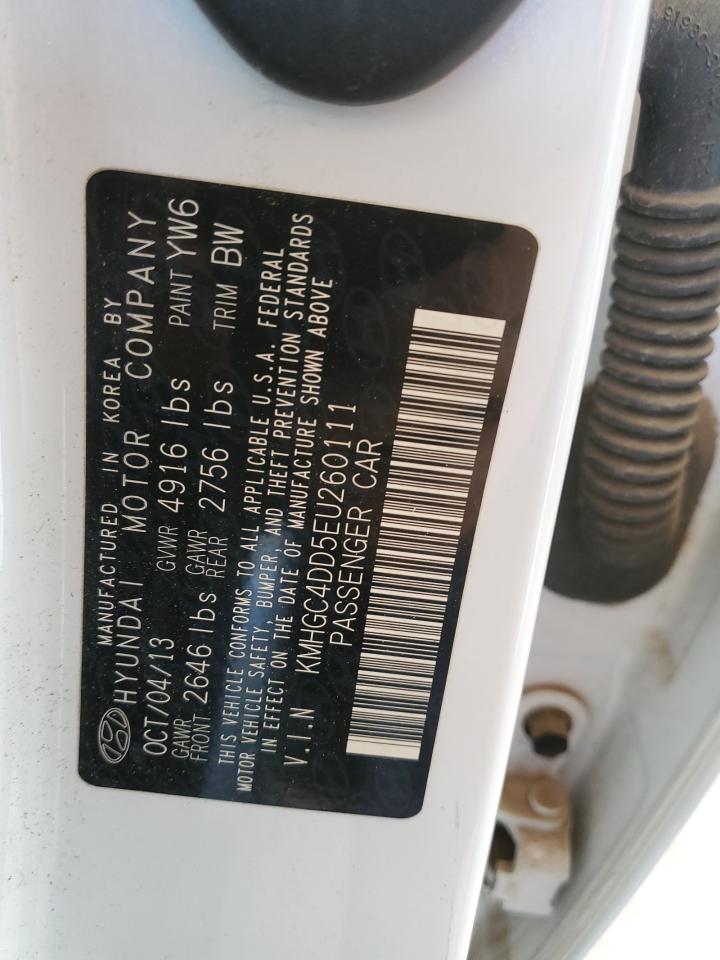 MANUFACTURED IN KOREA BY
HYUNDAI MOTOR COMPANY
OCT/04/13 GVWR 4916 lbs PAINT YW6
GAWR FRONT 2646 lbs GAWR REAR 2756 lbs TRIM BW
THIS VEHICLE CONFORMS TO ALL APPLICABLE U.S.A. FEDERAL
MOTOR VEHICLE SAFETY, BUMPER, AND THEFT PREVENTION STANDARDS
IN EFFECT ON THE DATE OF MANUFACTURE SHOWN ABOVE
V.I.N KMHGC4DD5EU260111
PASSENGER CAR